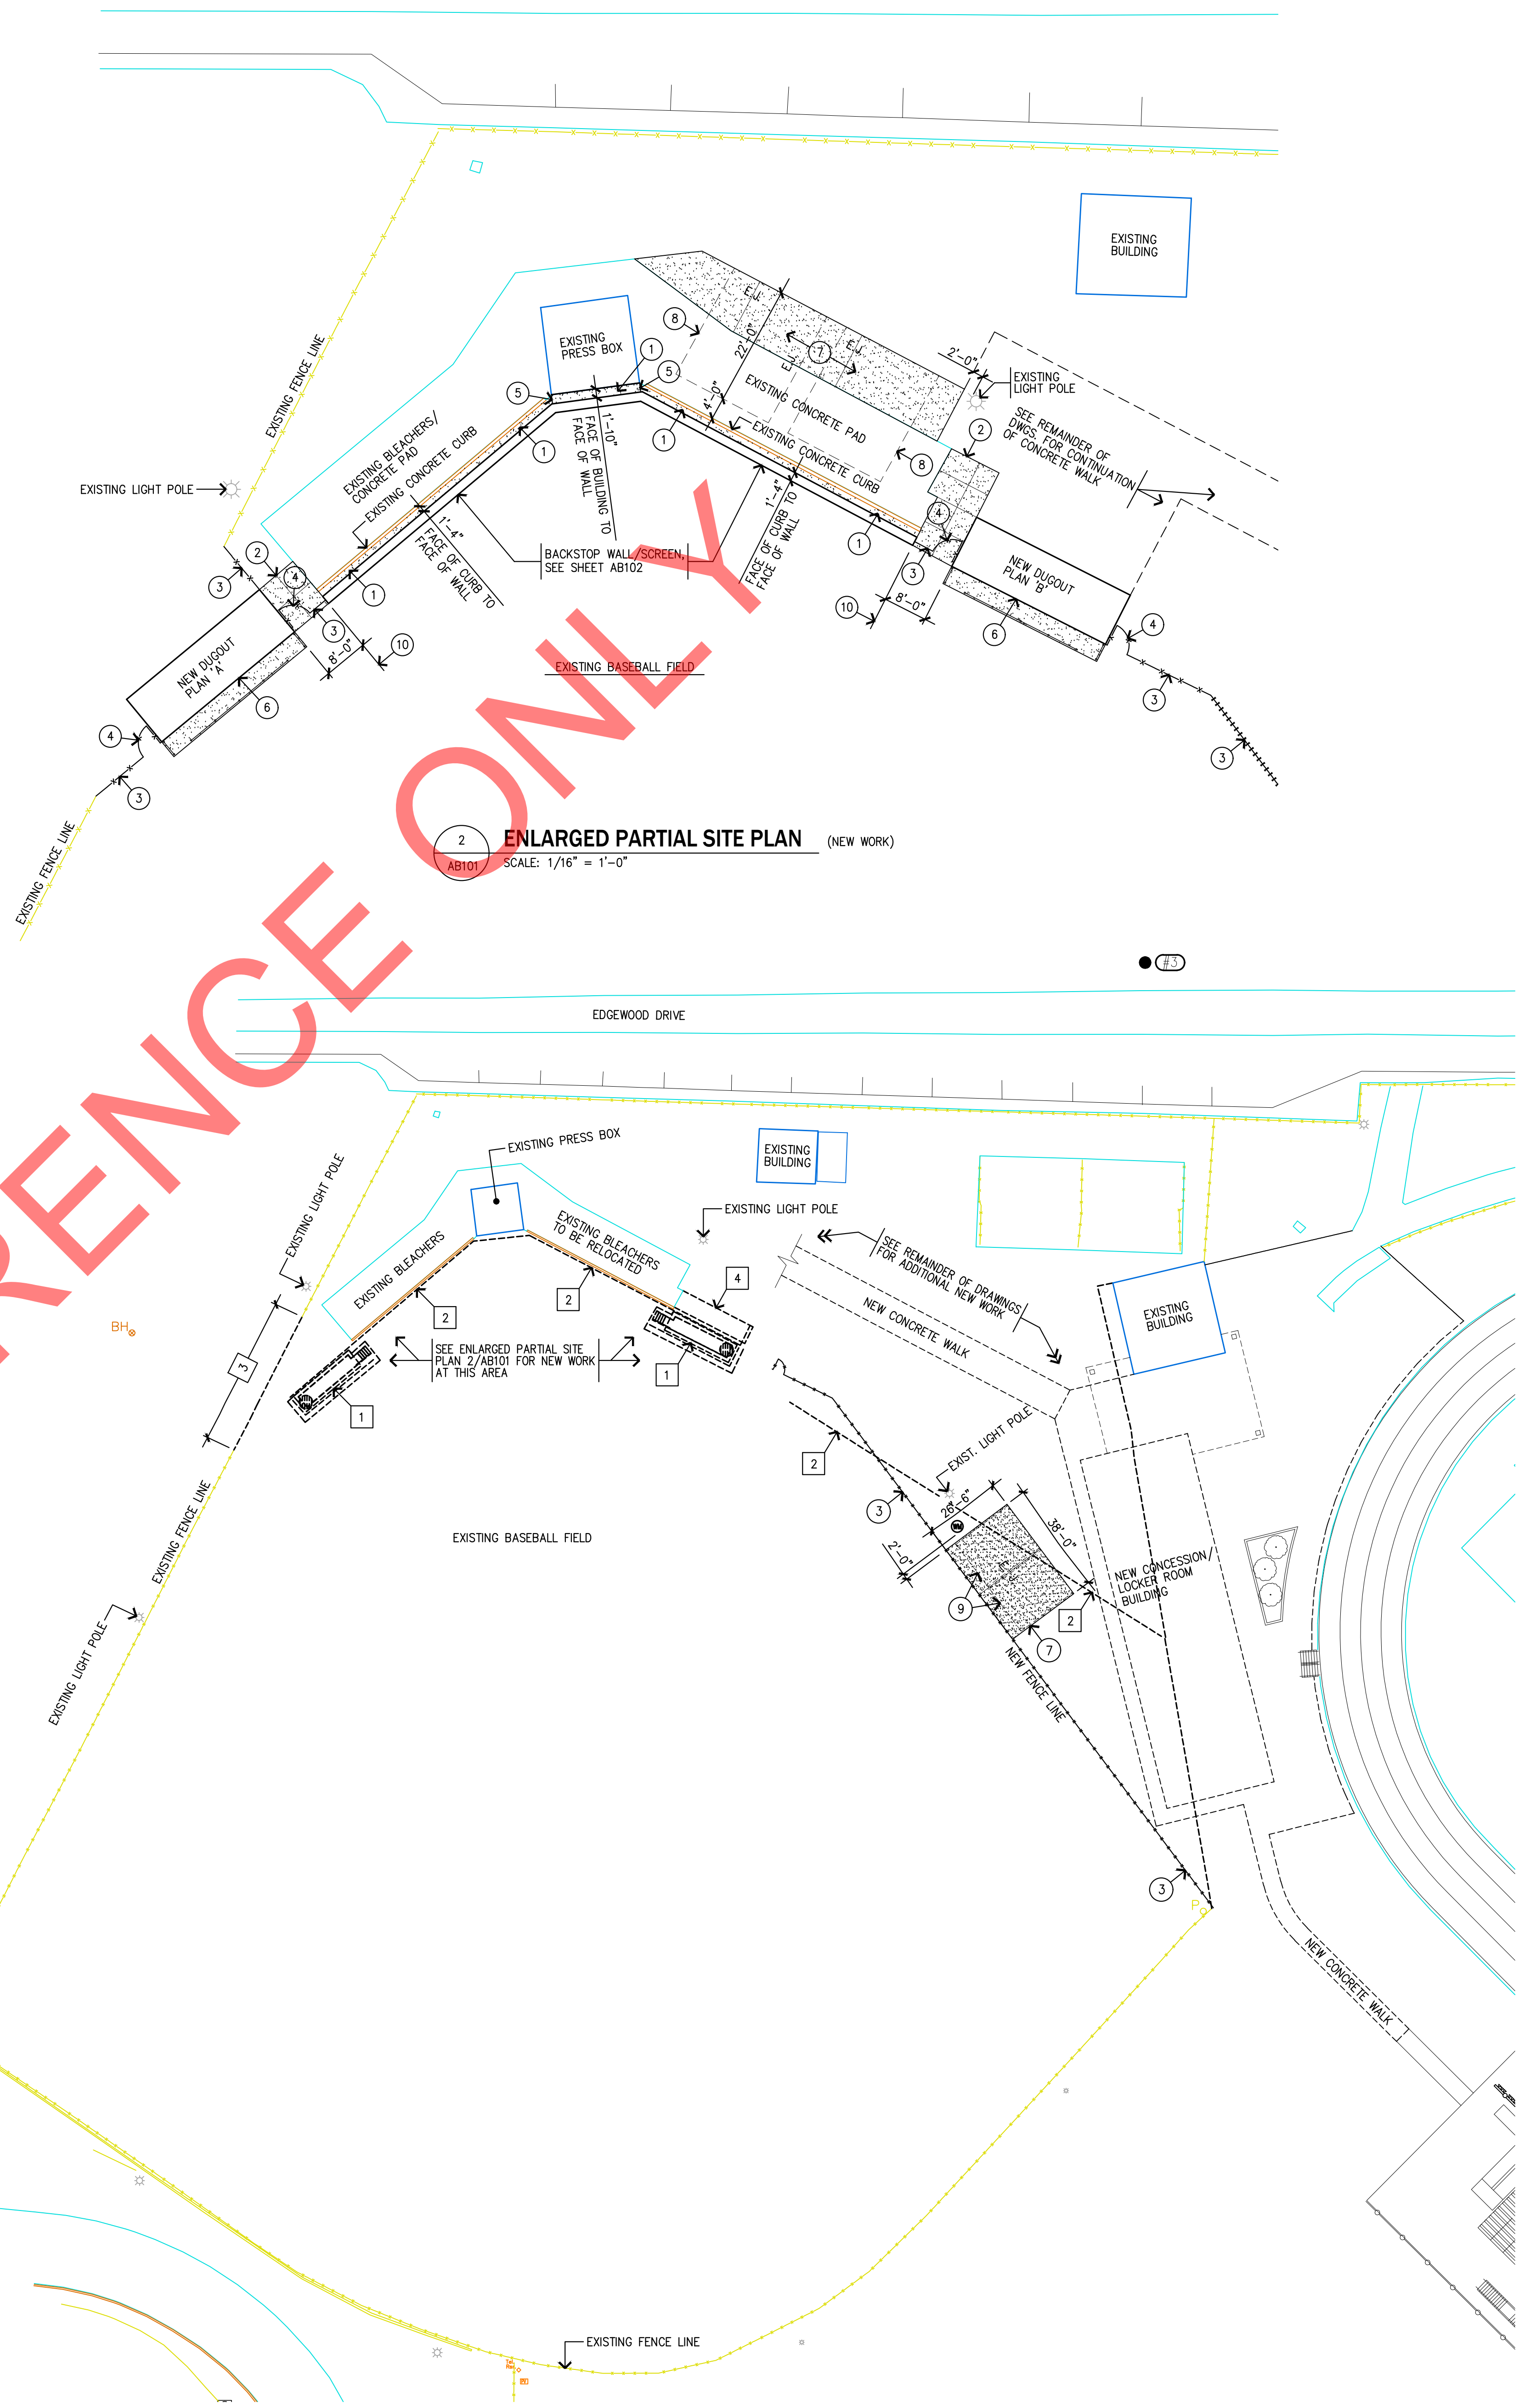 EXISTING
BUILDING
EXISTING FENCE LINE
EXISTING
PRESS BOX
1
5
5
8
E.J.
22'-0"
7
E.J.
E.J.
4'-0"
2'-0"
EXISTING
LIGHT POLE
EXISTING CONCRETE PAD
EXISTING CONCRETE CURB
SEE REMAINDER OF
DWGS. FOR CONTINUATION
OF CONCRETE WALK
2
8
1
1
EXISTING BLEACHERS/
CONCRETE PAD
EXISTING CONCRETE CURB
1'-10"
FACE OF BUILDING TO
FACE OF WALL
EXISTING LIGHT POLE
1'-4"
FACE OF CURB TO
FACE OF WALL
1'-4"
FACE OF CURB TO
FACE OF WALL
BACKSTOP WALL/SCREEN,
SEE SHEET AB102
4
1
3
NEW DUGOUT
PLAN 'B'
2
3
4
1
3
8'-0"
10
10
8'-0"
6
4
NEW DUGOUT
PLAN 'A'
6
EXISTING BASEBALL FIELD
3
3
4
3
EXISTING FENCE LINE
2
AB101
ENLARGED PARTIAL SITE PLAN (NEW WORK)
SCALE: 1/16" = 1'-0"
RENCE ONLY
#3
EDGEWOOD DRIVE
EXISTING PRESS BOX
EXISTING
BUILDING
EXISTING LIGHT POLE
EXISTING LIGHT POLE
EXISTING BLEACHERS
EXISTING BLEACHERS
TO BE RELOCATED
4
2
2
SEE REMAINDER OF DRAWINGS
FOR ADDITIONAL NEW WORK
NEW CONCRETE WALK
EXISTING
BUILDING
BH
3
SEE ENLARGED PARTIAL SITE
PLAN 2/AB101 FOR NEW WORK
AT THIS AREA
1
1
EXIST. LIGHT POLE
2
3
26'-6"
38'-0"
2'-0"
E.J.
EXISTING FENCE LINE
EXISTING BASEBALL FIELD
NEW CONCESSION/
LOCKER ROOM
BUILDING
9
2
7
EXISTING LIGHT POLE
NEW FENCE LINE
3
P
NEW CONCRETE WALK
EXISTING FENCE LINE